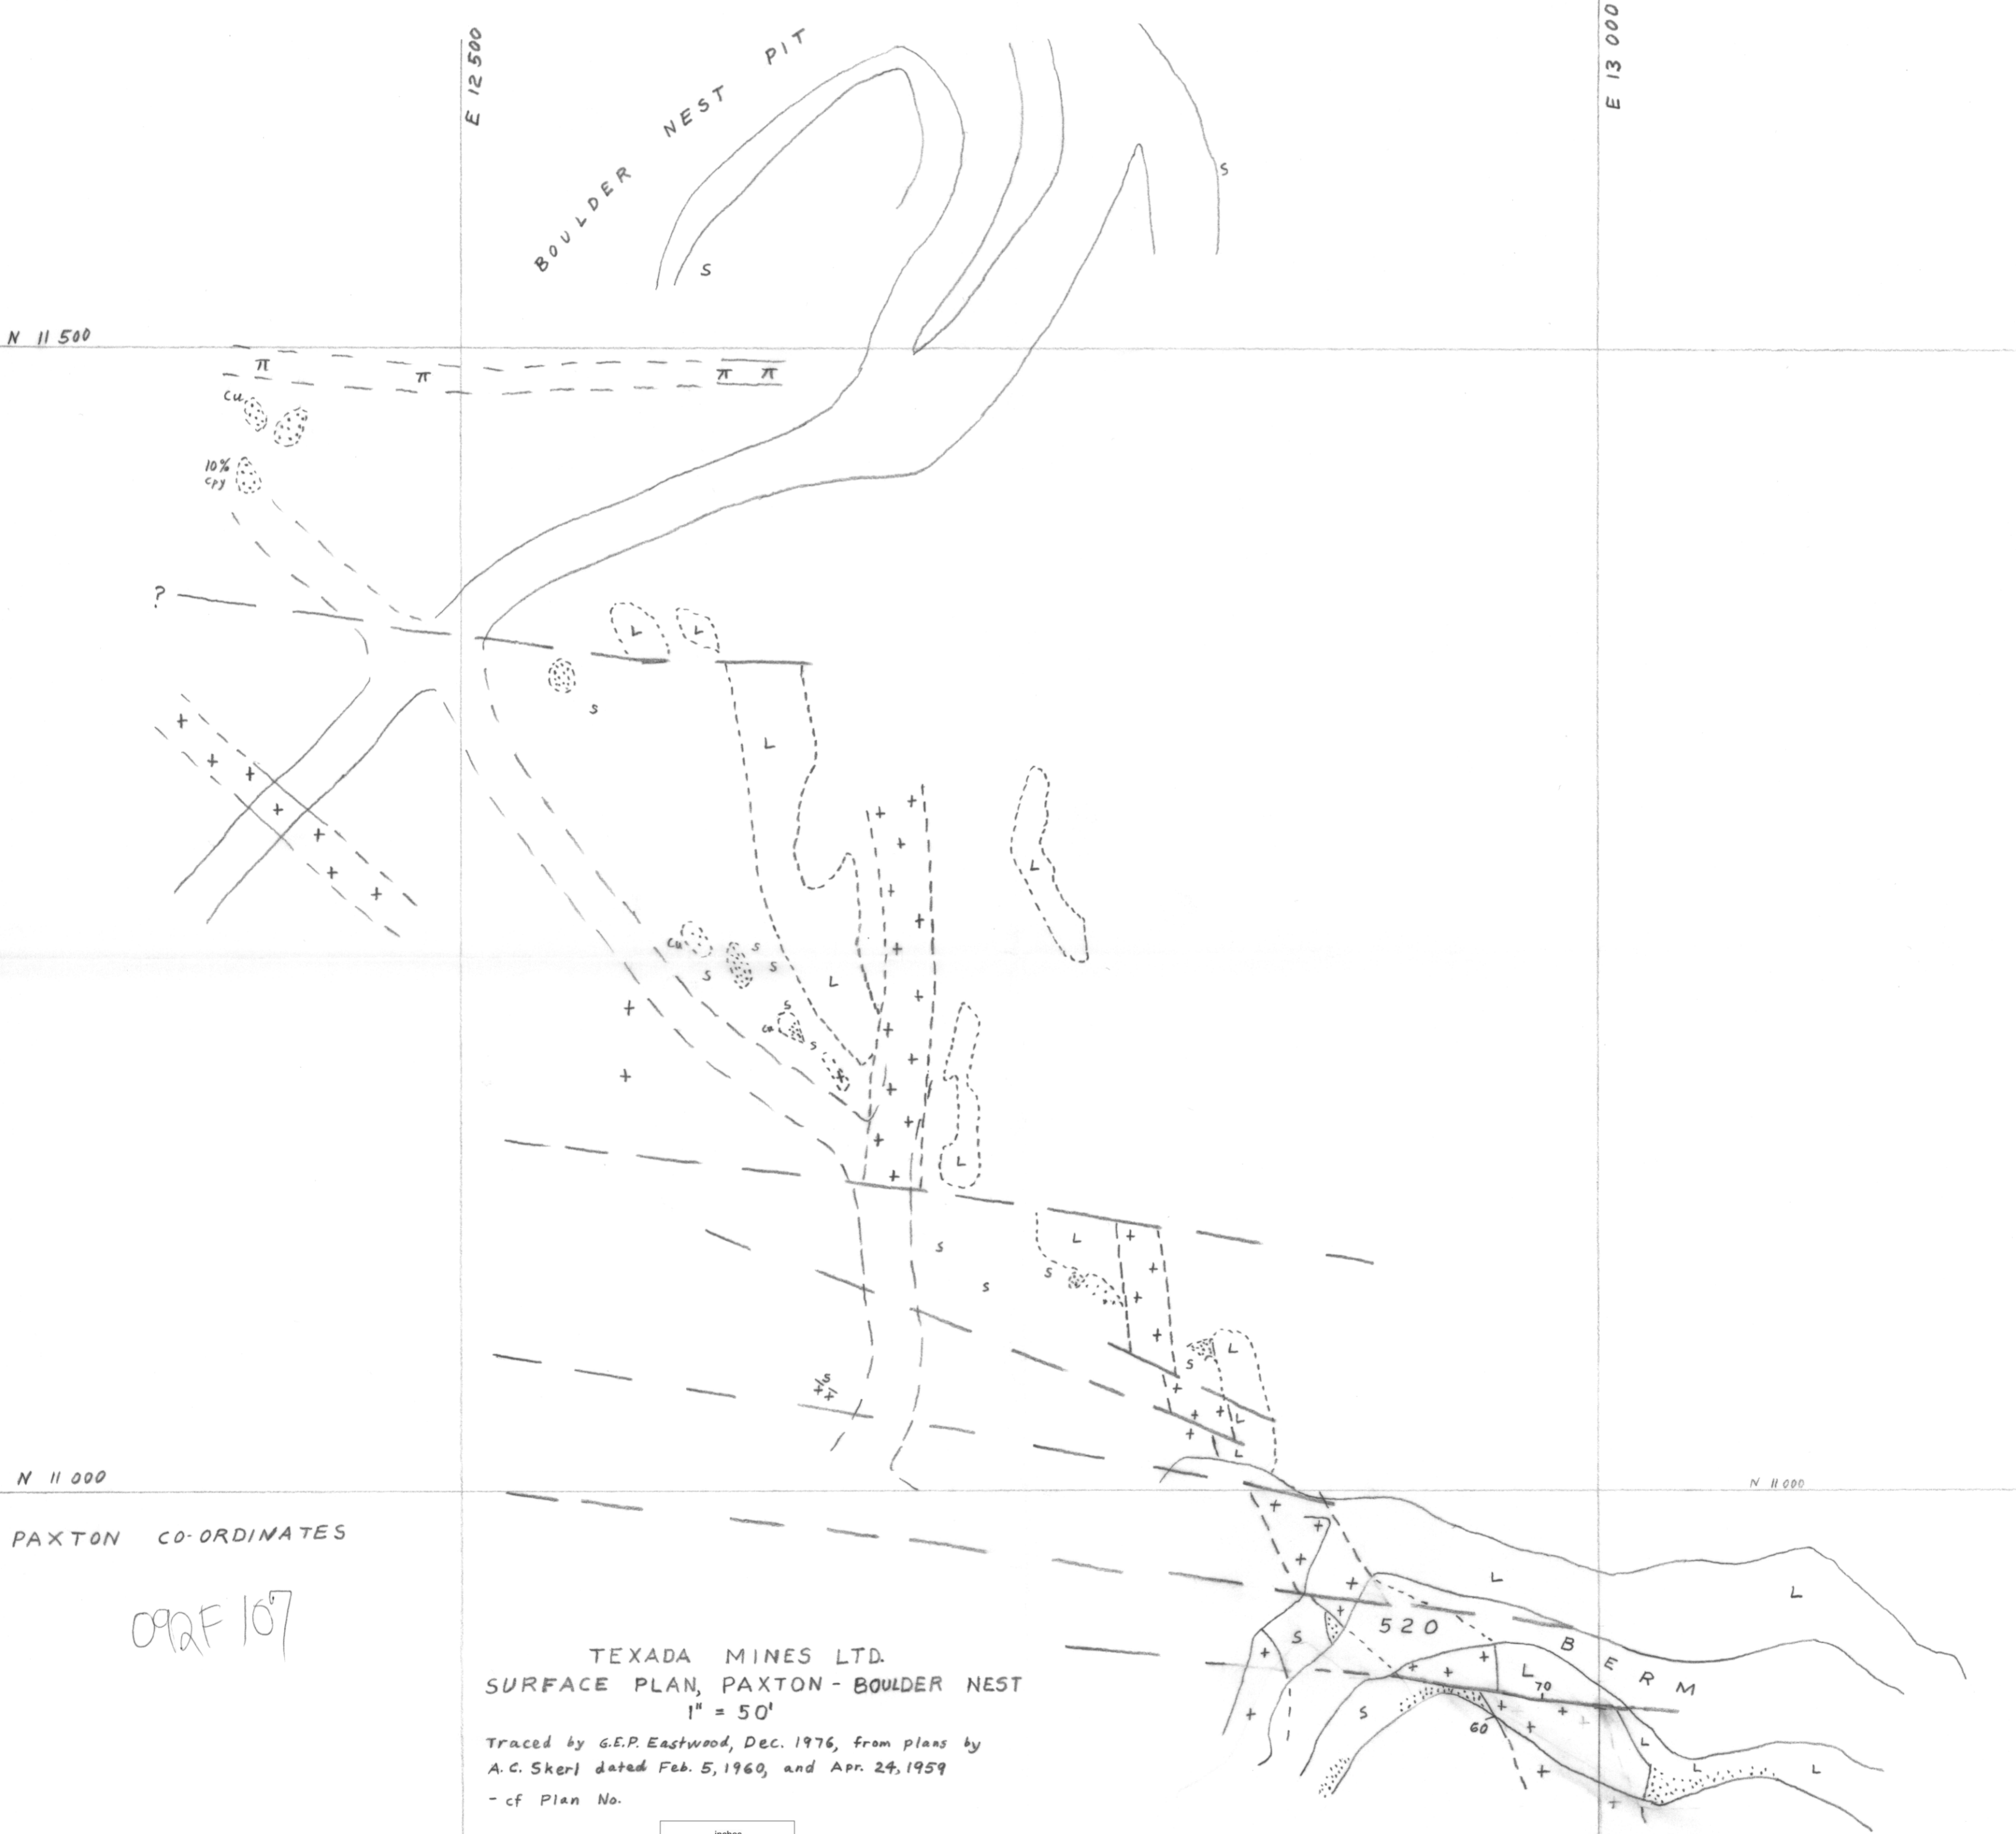 E 12 500
E 13 000
BOULDER NEST PIT
S
S
N 11 500
π
π
π π
Cu
10%
Cpy
?
L
L
S
L
L
Cu
S
S
S
L
S
Cu
S
L
S
L
S
S
L
S
S
L
L
N 11 000
N 11 000
PAXTON CO-ORDINATES
092F 107
L
L
520
S
BERM
L
70
S
60
L
L
L
TEXADA MINES LTD.
SURFACE PLAN, PAXTON - BOULDER NEST
1" = 50'
Traced by G.E.P. Eastwood, Dec. 1976, from plans by
A.C. Skerl dated Feb. 5, 1960, and Apr. 24, 1959
- cf Plan No.